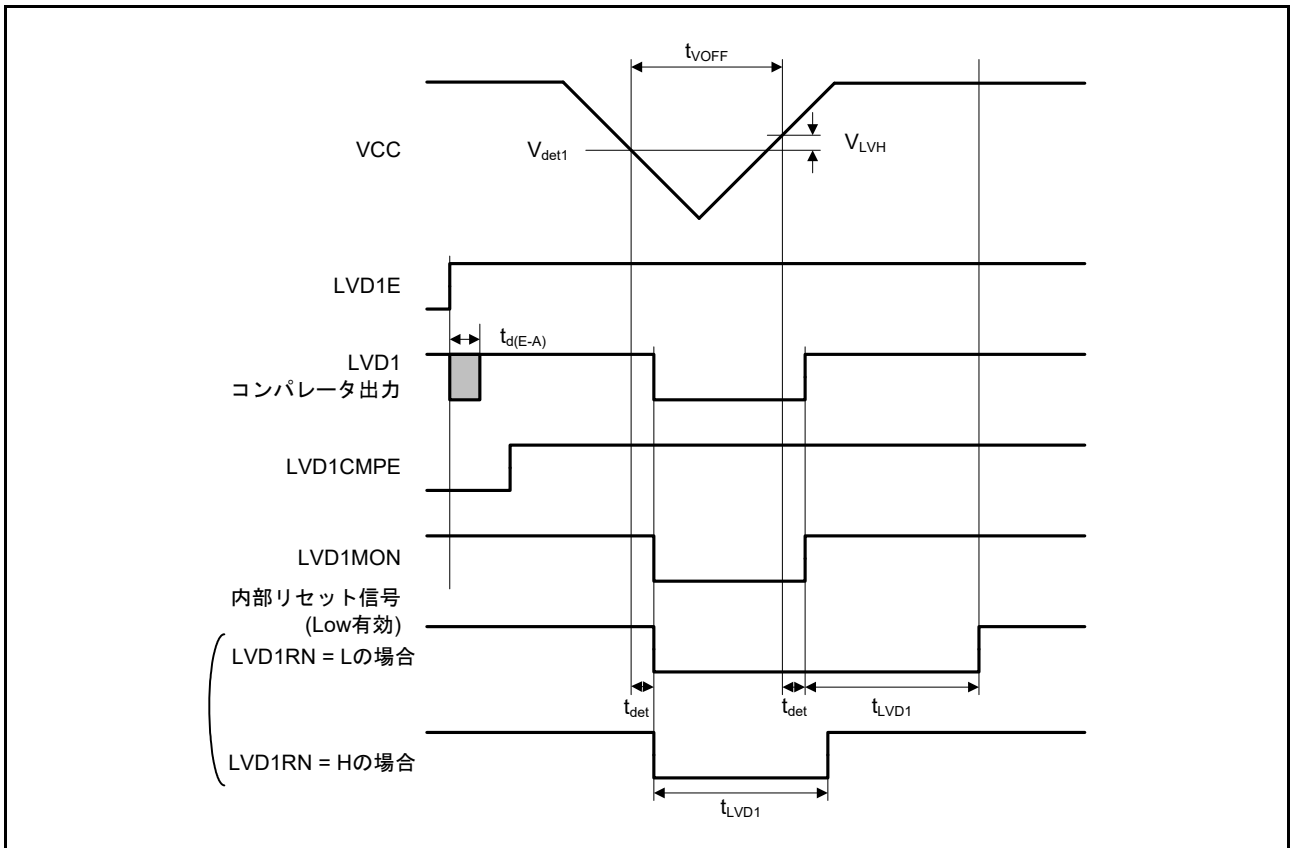 tVOFF
VCC
Vdet1
VLVH
LVD1E
td(E-A)
LVD1
コンパレータ出力
LVD1CMPE
LVD1MON
内部リセット信号
(Low有効)
LVD1RN = Lの場合
tdet
tdet
tLVD1
LVD1RN = Hの場合
tLVD1